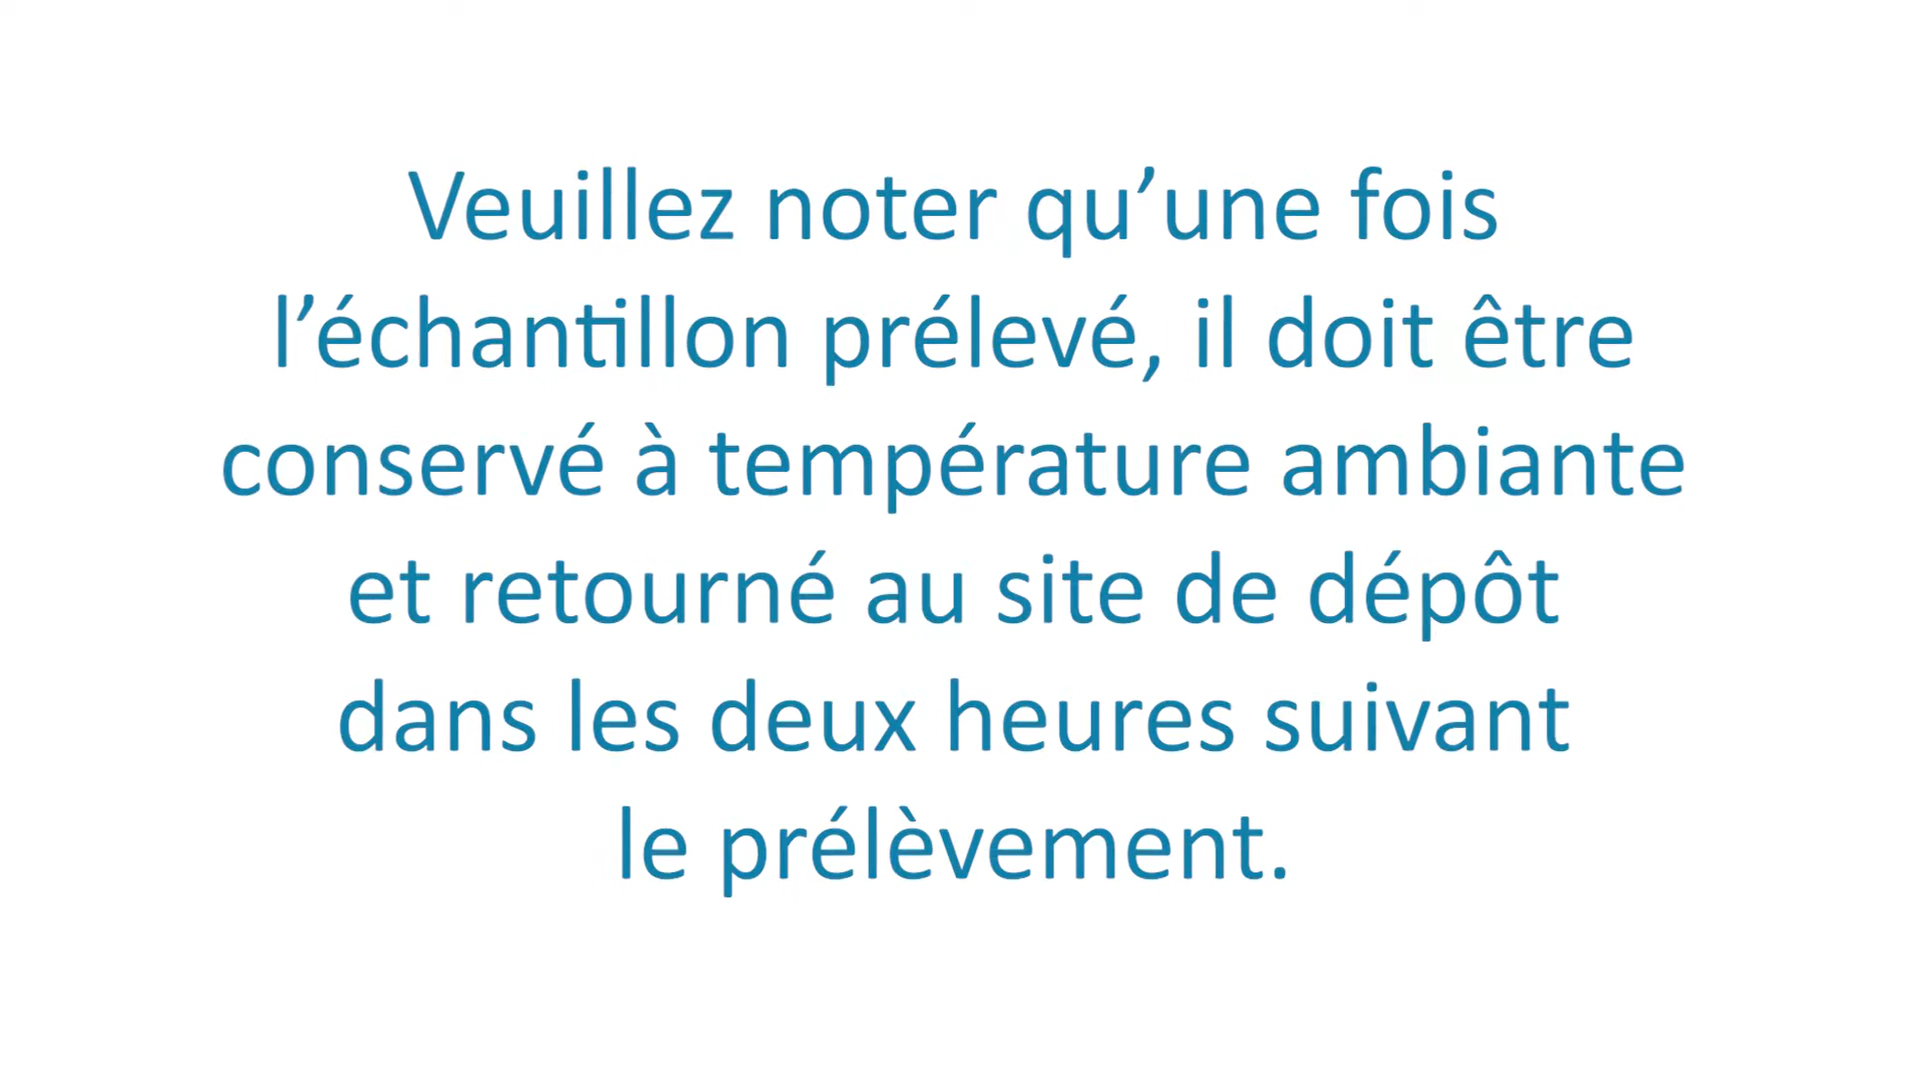 Veuillez noter qu’une fois
l’échantillon prélevé, il doit être
conservé à température ambiante
et retourné au site de dépôt
dans les deux heures suivant
le prélèvement.